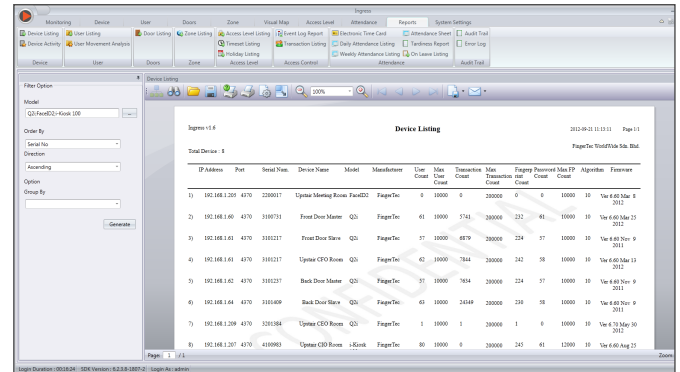 Ingress
Monitoring Device User Doors Zone Visual Map Access Level Attendance Reports System Settings
Device Listing User Listing Door Listing Zone Listing Access Level Listing Event Log Report Electronic Time Card Attendance Sheet Audit Trail
Device Activity User Movement Analysis Timeset Listing Transaction Listing Daily Attendance Listing Tardiness Report Error Log
Holiday Listing Weekly Attendance Listing On Leave Listing
Device User Doors Zone Access Level Access Control Attendance Audit Trail
Filter Option
Model
Q2i;FaceID2;i-Kiosk 100 ...
Order By
Serial No
Direction
Ascending
Option
Group By
Generate
Device Listing
100%
Ingress v1.6 Device Listing 2012-09-21 11:13:11 Page 1/1
FingerTec WorldWide Sdn. Bhd.
Total Device : 8
IP Address Port Serial Num. Device Name Model Manufacturer User Count Max User Count Transaction Count Max Transaction Count Fingerprint Count Password Count Max FP Count Algorithm Firmware
1) 192.168.1.205 4370 2200017 Upstair Meeting Room FaceID2 FingerTec 0 10000 0 200000 0 0 10000 10 Ver 6.60 Mar 8 2012
2) 192.168.1.60 4370 3100731 Front Door Master Q2i FingerTec 61 10000 5741 200000 232 61 10000 10 Ver 6.60 Mar 25 2012
3) 192.168.1.61 4370 3101217 Front Door Slave Q2i FingerTec 57 10000 6879 200000 224 57 10000 10 Ver 6.60 Nov 9 2011
4) 192.168.1.61 4370 3101217 Upstair CFO Room Q2i FingerTec 62 10000 7844 200000 242 58 10000 10 Ver 6.60 Mar 13 2012
5) 192.168.1.62 4370 3101237 Back Door Master Q2i FingerTec 57 10000 7654 200000 224 57 10000 10 Ver 6.60 Nov 9 2011
6) 192.168.1.64 4370 3101409 Back Door Slave Q2i FingerTec 63 10000 24349 200000 230 58 10000 10 Ver 6.60 Nov 9 2011
7) 192.168.1.209 4370 3201384 Upstair CEO Room Q2i FingerTec 1 10000 1 200000 1 0 10000 10 Ver 6.70 May 30 2012
8) 192.168.1.207 4370 4100983 Upstair CIO Room i-Kiosk FingerTec 80 10000 0 200000 245 61 12000 10 Ver 6.60 Aug 25
CONFIDENTIAL
Page: 1 / 1 Zoom:
Login Duration : 00:16:24 SDK Version : 6.2.3.8-1807-2 Login As : admin